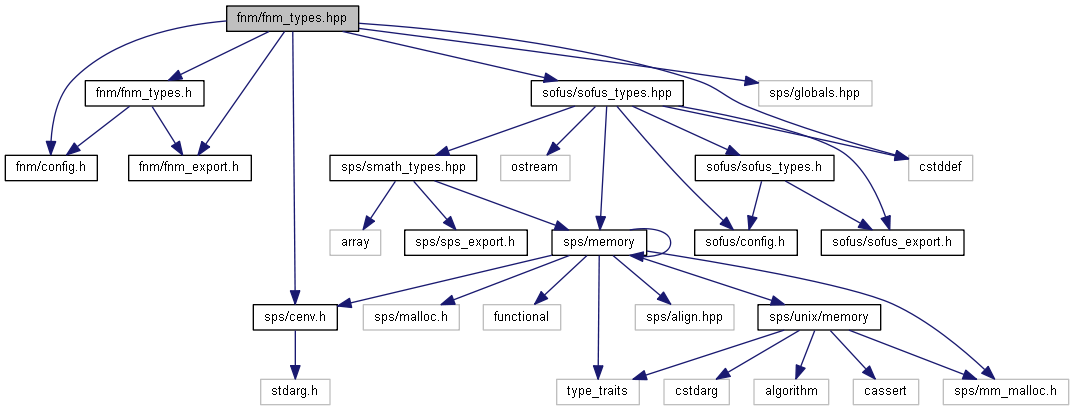 fnm/fnm_types.hpp
fnm/fnm_types.h
sofus/sofus_types.hpp
sps/globals.hpp
fnm/config.h
fnm/fnm_export.h
sps/smath_types.hpp
ostream
sofus/sofus_types.h
cstddef
array
sps/sps_export.h
sps/memory
sofus/config.h
sofus/sofus_export.h
sps/cenv.h
sps/malloc.h
functional
sps/align.hpp
sps/unix/memory
stdarg.h
type_traits
cstdarg
algorithm
cassert
sps/mm_malloc.h